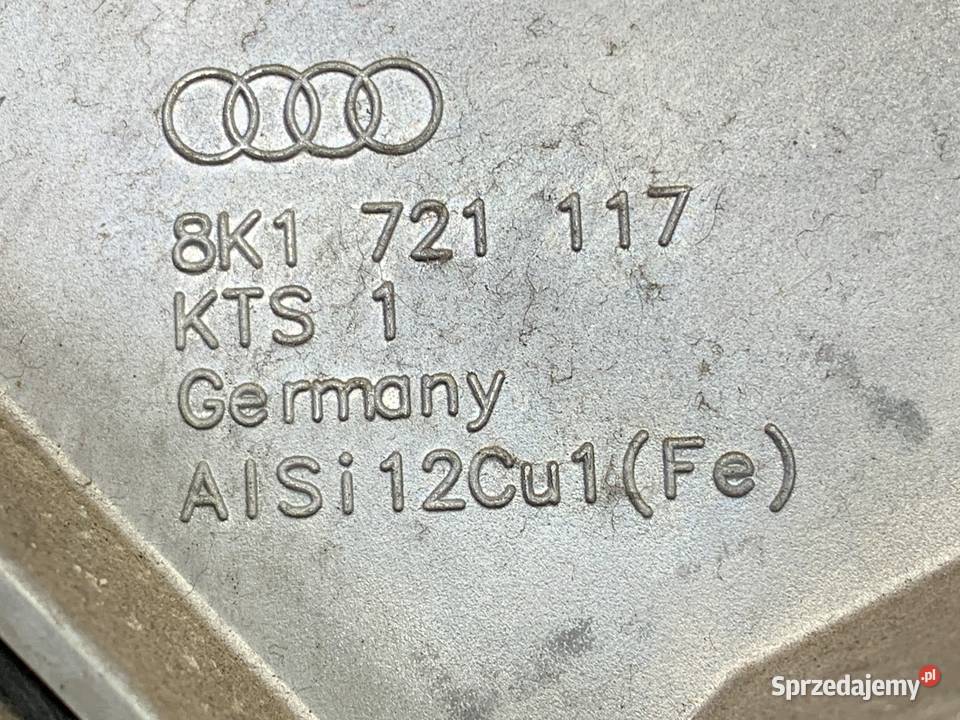 8K1 721 117
KTS 1
Germany
AlSi12Cu1(Fe)
Sprzedajemy.pl